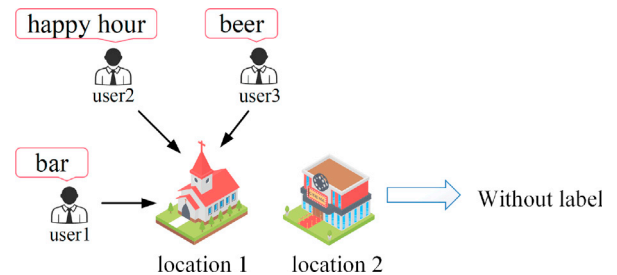 happy hour
beer
user2
user3
bar
user1
Without label
location 1
location 2